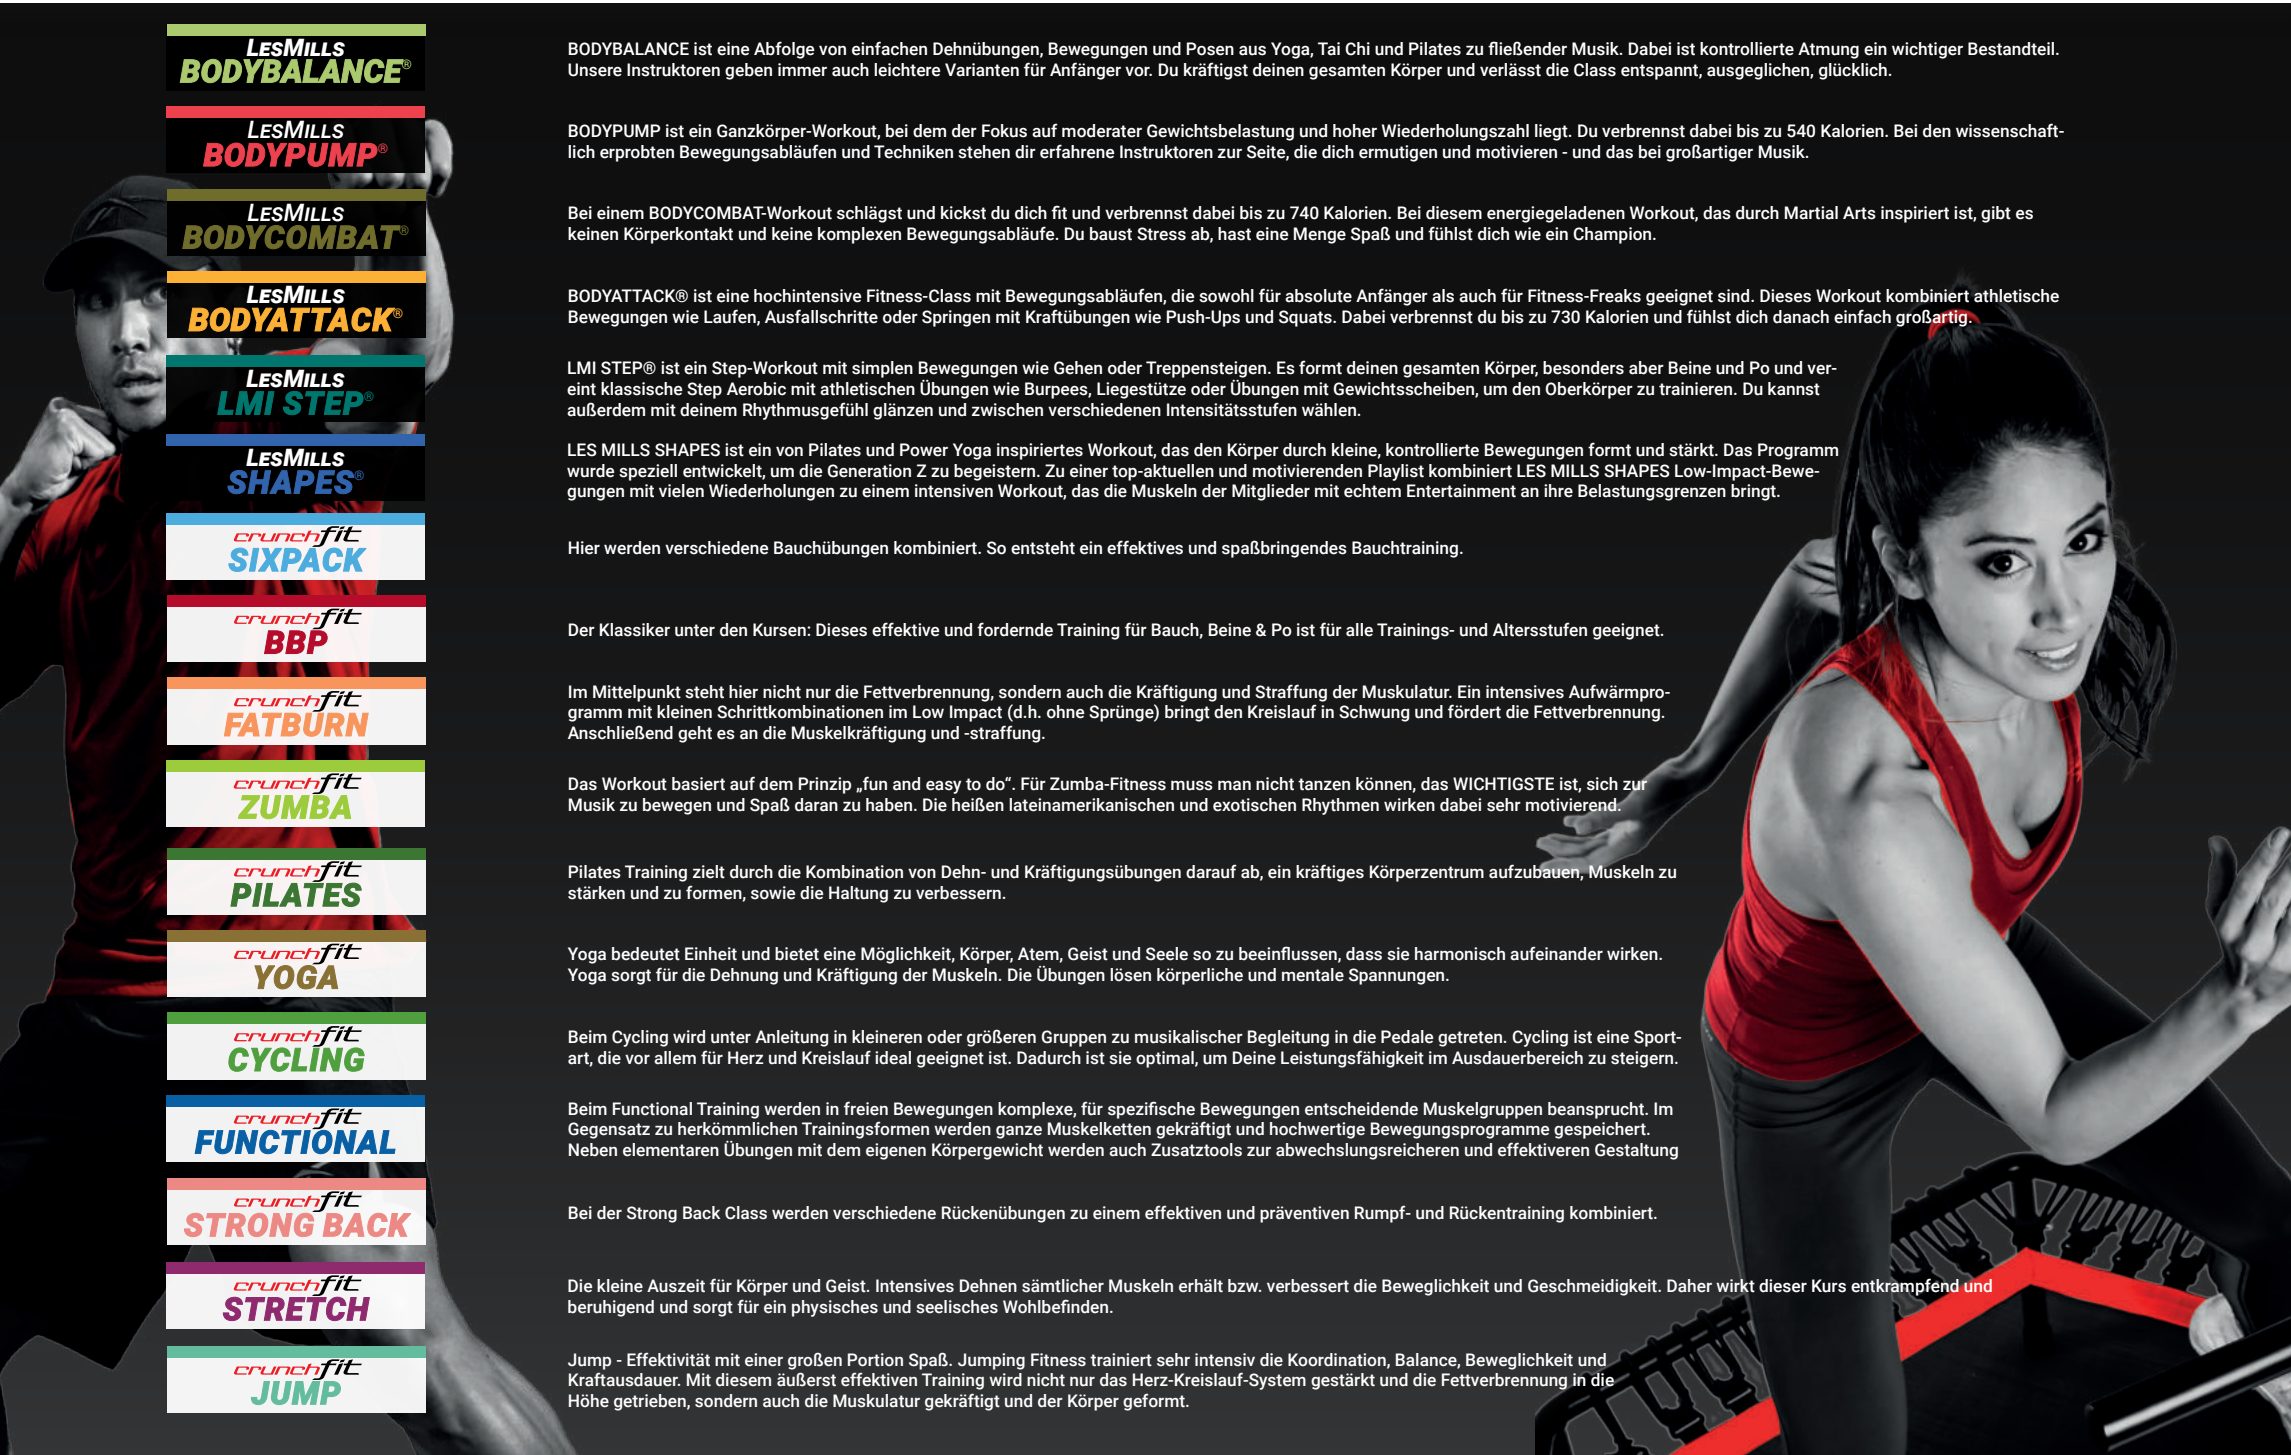 LESMILLS
BODYBALANCE®
BODYBALANCE ist eine Abfolge von einfachen Dehnübungen, Bewegungen und Posen aus Yoga, Tai Chi und Pilates zu fließender Musik. Dabei ist kontrollierte Atmung ein wichtiger Bestandteil.
Unsere Instruktoren geben immer auch leichtere Varianten für Anfänger vor. Du kräftigst deinen gesamten Körper und verlässt die Class entspannt, ausgeglichen, glücklich.
LESMILLS
BODYPUMP®
BODYPUMP ist ein Ganzkörper-Workout, bei dem der Fokus auf moderater Gewichtsbelastung und hoher Wiederholungszahl liegt. Du verbrennst dabei bis zu 540 Kalorien. Bei den wissenschaft-
lich erprobten Bewegungsabläufen und Techniken stehen dir erfahrene Instruktoren zur Seite, die dich ermutigen und motivieren - und das bei großartiger Musik.
LESMILLS
BODYCOMBAT®
Bei einem BODYCOMBAT-Workout schlägst und kickst du dich fit und verbrennst dabei bis zu 740 Kalorien. Bei diesem energiegeladenen Workout, das durch Martial Arts inspiriert ist, gibt es
keinen Körperkontakt und keine komplexen Bewegungsabläufe. Du baust Stress ab, hast eine Menge Spaß und fühlst dich wie ein Champion.
LESMILLS
BODYATTACK®
BODYATTACK® ist eine hochintensive Fitness-Class mit Bewegungsabläufen, die sowohl für absolute Anfänger als auch für Fitness-Freaks geeignet sind. Dieses Workout kombiniert athletische
Bewegungen wie Laufen, Ausfallschritte oder Springen mit Kraftübungen wie Push-Ups und Squats. Dabei verbrennst du bis zu 730 Kalorien und fühlst dich danach einfach großartig.
LESMILLS
LMI STEP®
LMI STEP® ist ein Step-Workout mit simplen Bewegungen wie Gehen oder Treppensteigen. Es formt deinen gesamten Körper, besonders aber Beine und Po und ver-
eint klassische Step Aerobic mit athletischen Übungen wie Burpees, Liegestütze oder Übungen mit Gewichtsscheiben, um den Oberkörper zu trainieren. Du kannst
außerdem mit deinem Rhythmusgefühl glänzen und zwischen verschiedenen Intensitätsstufen wählen.
LESMILLS
SHAPES®
LES MILLS SHAPES ist ein von Pilates und Power Yoga inspiriertes Workout, das den Körper durch kleine, kontrollierte Bewegungen formt und stärkt. Das Programm
wurde speziell entwickelt, um die Generation Z zu begeistern. Zu einer top-aktuellen und motivierenden Playlist kombiniert LES MILLS SHAPES Low-Impact-Bewe-
gungen mit vielen Wiederholungen zu einem intensiven Workout, das die Muskeln der Mitglieder mit echtem Entertainment an ihre Belastungsgrenzen bringt.
crunchfit
SIXPACK
Hier werden verschiedene Bauchübungen kombiniert. So entsteht ein effektives und spaßbringendes Bauchtraining.
crunchfit
BBP
Der Klassiker unter den Kursen: Dieses effektive und fordernde Training für Bauch, Beine & Po ist für alle Trainings- und Altersstufen geeignet.
crunchfit
FATBURN
Im Mittelpunkt steht hier nicht nur die Fettverbrennung, sondern auch die Kräftigung und Straffung der Muskulatur. Ein intensives Aufwärmpro-
gramm mit kleinen Schrittkombinationen im Low Impact (d.h. ohne Sprünge) bringt den Kreislauf in Schwung und fördert die Fettverbrennung.
Anschließend geht es an die Muskelkräftigung und -straffung.
crunchfit
ZUMBA
Das Workout basiert auf dem Prinzip „fun and easy to do“. Für Zumba-Fitness muss man nicht tanzen können, das WICHTIGSTE ist, sich zur
Musik zu bewegen und Spaß daran zu haben. Die heißen lateinamerikanischen und exotischen Rhythmen wirken dabei sehr motivierend.
crunchfit
PILATES
Pilates Training zielt durch die Kombination von Dehn- und Kräftigungsübungen darauf ab, ein kräftiges Körperzentrum aufzubauen, Muskeln zu
stärken und zu formen, sowie die Haltung zu verbessern.
crunchfit
YOGA
Yoga bedeutet Einheit und bietet eine Möglichkeit, Körper, Atem, Geist und Seele so zu beeinflussen, dass sie harmonisch aufeinander wirken.
Yoga sorgt für die Dehnung und Kräftigung der Muskeln. Die Übungen lösen körperliche und mentale Spannungen.
crunchfit
CYCLING
Beim Cycling wird unter Anleitung in kleineren oder größeren Gruppen zu musikalischer Begleitung in die Pedale getreten. Cycling ist eine Sport-
art, die vor allem für Herz und Kreislauf ideal geeignet ist. Dadurch ist sie optimal, um Deine Leistungsfähigkeit im Ausdauerbereich zu steigern.
crunchfit
FUNCTIONAL
Beim Functional Training werden in freien Bewegungen komplexe, für spezifische Bewegungen entscheidende Muskelgruppen beansprucht. Im
Gegensatz zu herkömmlichen Trainingsformen werden ganze Muskelketten gekräftigt und hochwertige Bewegungsprogramme gespeichert.
Neben elementaren Übungen mit dem eigenen Körpergewicht werden auch Zusatztools zur abwechslungsreicheren und effektiveren Gestaltung
crunchfit
STRONG BACK
Bei der Strong Back Class werden verschiedene Rückenübungen zu einem effektiven und präventiven Rumpf- und Rückentraining kombiniert.
crunchfit
STRETCH
Die kleine Auszeit für Körper und Geist. Intensives Dehnen sämtlicher Muskeln erhält bzw. verbessert die Beweglichkeit und Geschmeidigkeit. Daher wirkt dieser Kurs entkrampfend und
beruhigend und sorgt für ein physisches und seelisches Wohlbefinden.
crunchfit
JUMP
Jump - Effektivität mit einer großen Portion Spaß. Jumping Fitness trainiert sehr intensiv die Koordination, Balance, Beweglichkeit und
Kraftausdauer. Mit diesem äußerst effektiven Training wird nicht nur das Herz-Kreislauf-System gestärkt und die Fettverbrennung in die
Höhe getrieben, sondern auch die Muskulatur gekräftigt und der Körper geformt.